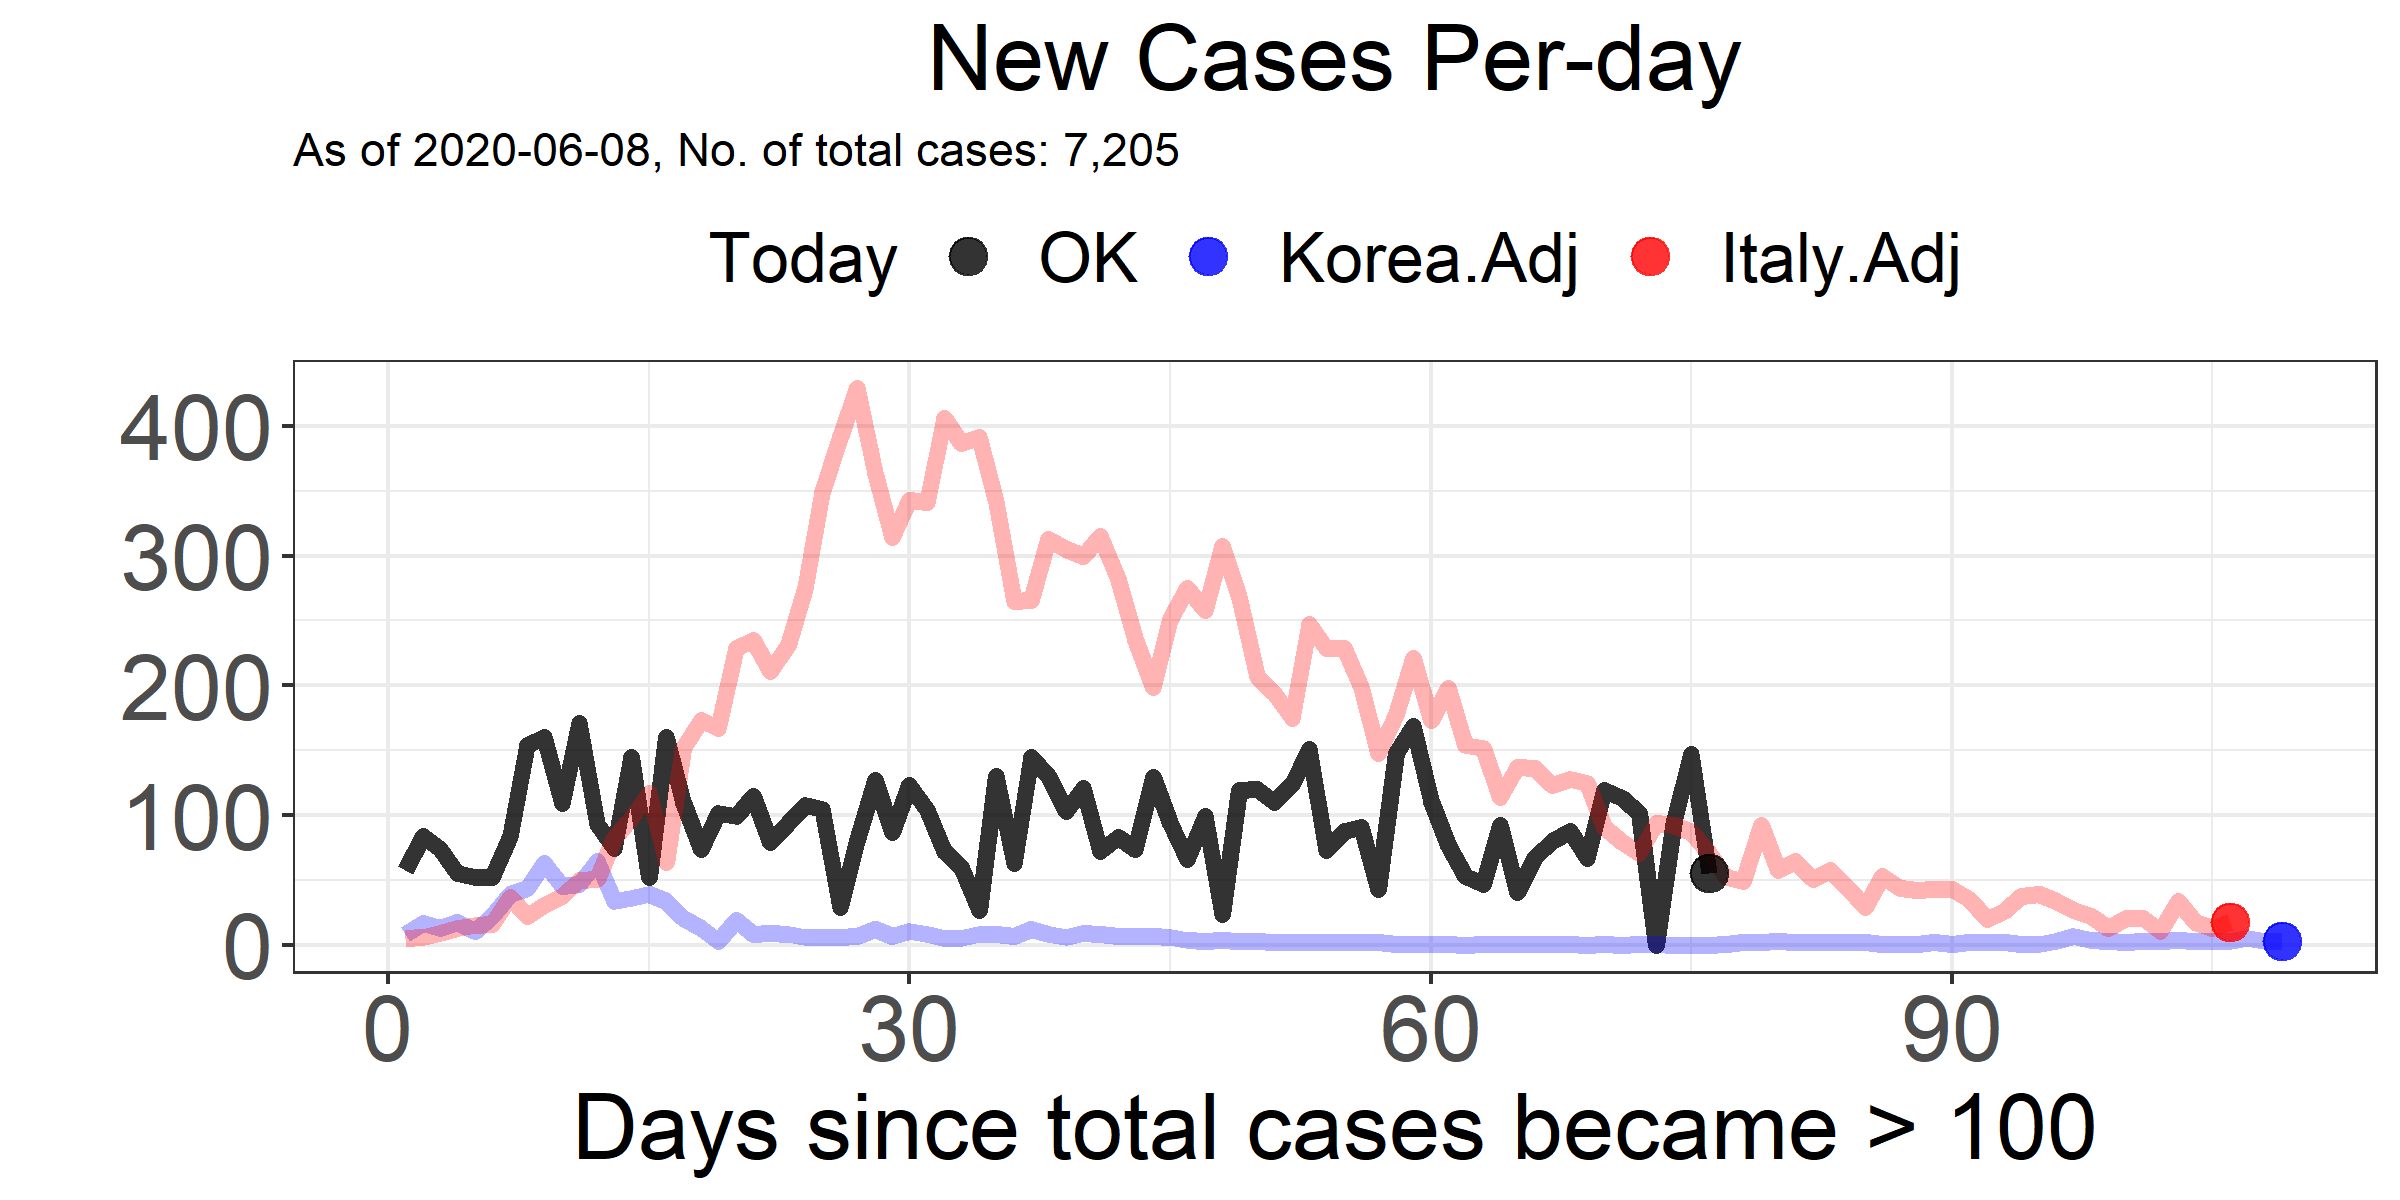 New Cases Per-day
As of 2020-06-08, No. of total cases: 7,205
Today OK Korea.Adj Italy.Adj
400
300
200
100
0
0 30 60 90
Days since total cases became > 100